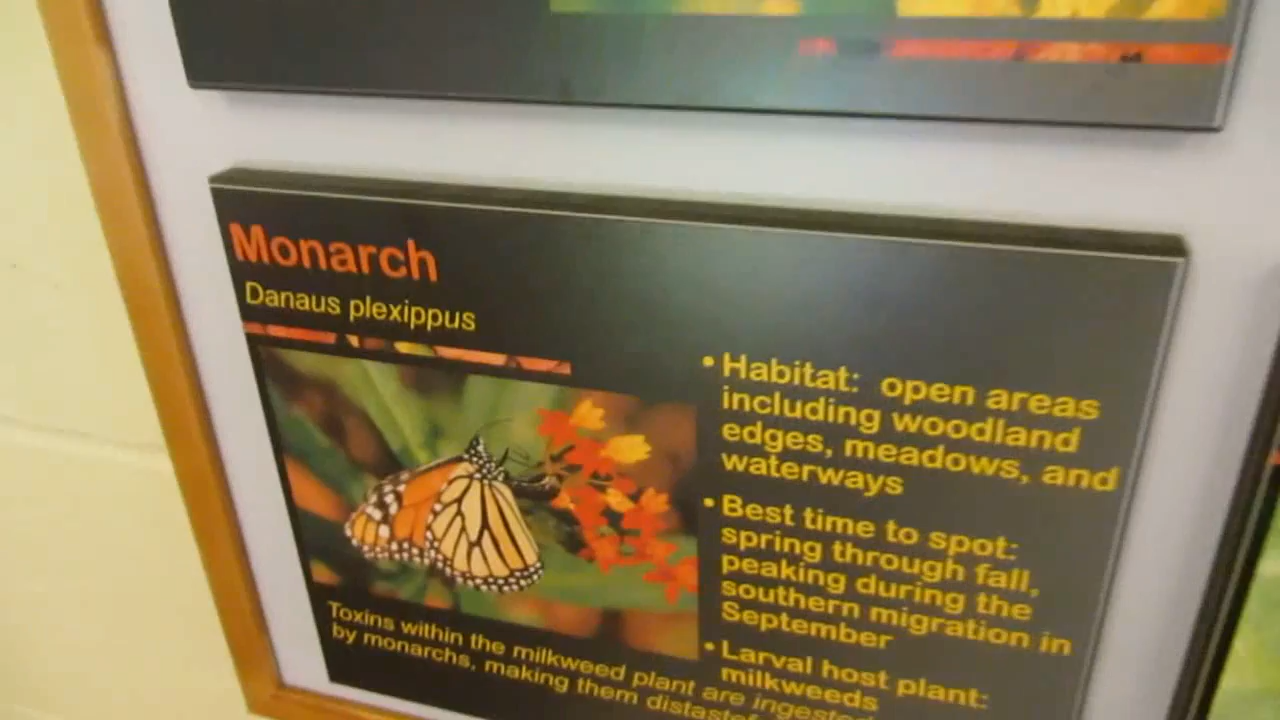 Monarch
Danaus plexippus
• Habitat: open areas
including woodland
edges, meadows, and
waterways
• Best time to spot:
spring through fall,
peaking during the
southern migration in
September
• Larval host plant:
milkweeds
Toxins within the milkweed plant are ingested
by monarchs, making them